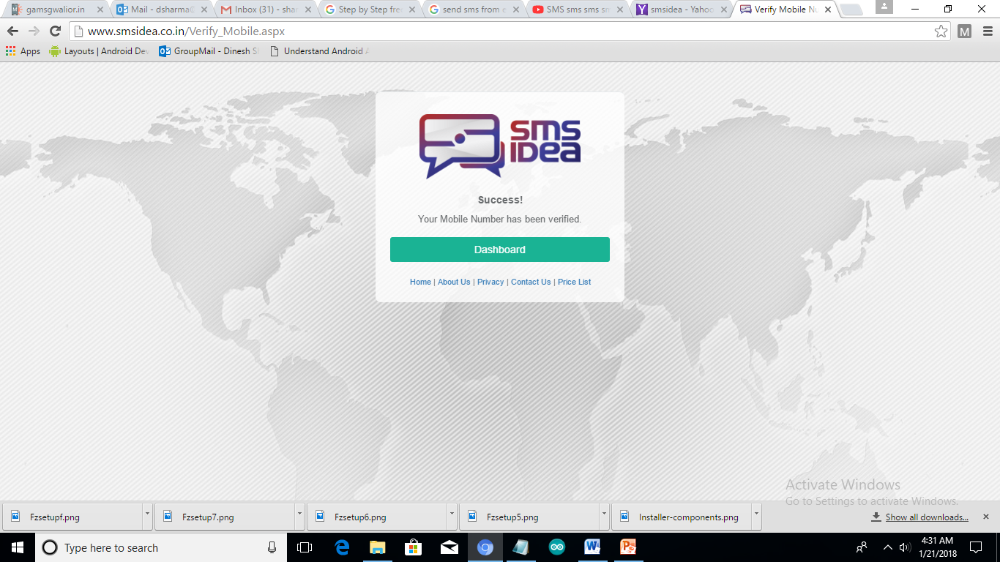 gamsgwalior.in
Mail - dsharma@
Inbox (31) - shar
Step by Step free
send sms from e
SMS sms sms sm
smsidea - Yahoo
Verify Mobile Nu
www.smsidea.co.in/Verify_Mobile.aspx
M
Apps
Layouts | Android Dev
GroupMail - Dinesh S
Understand Android A
sms
IDea
Success!
Your Mobile Number has been verified.
Dashboard
Home | About Us | Privacy | Contact Us | Price List
Activate Windows
Go to Settings to activate Windows.
Fzsetupf.png
Fzsetup7.png
Fzsetup6.png
Fzsetup5.png
Installer-components.png
Show all downloads...
Type here to search
4:31 AM
1/21/2018